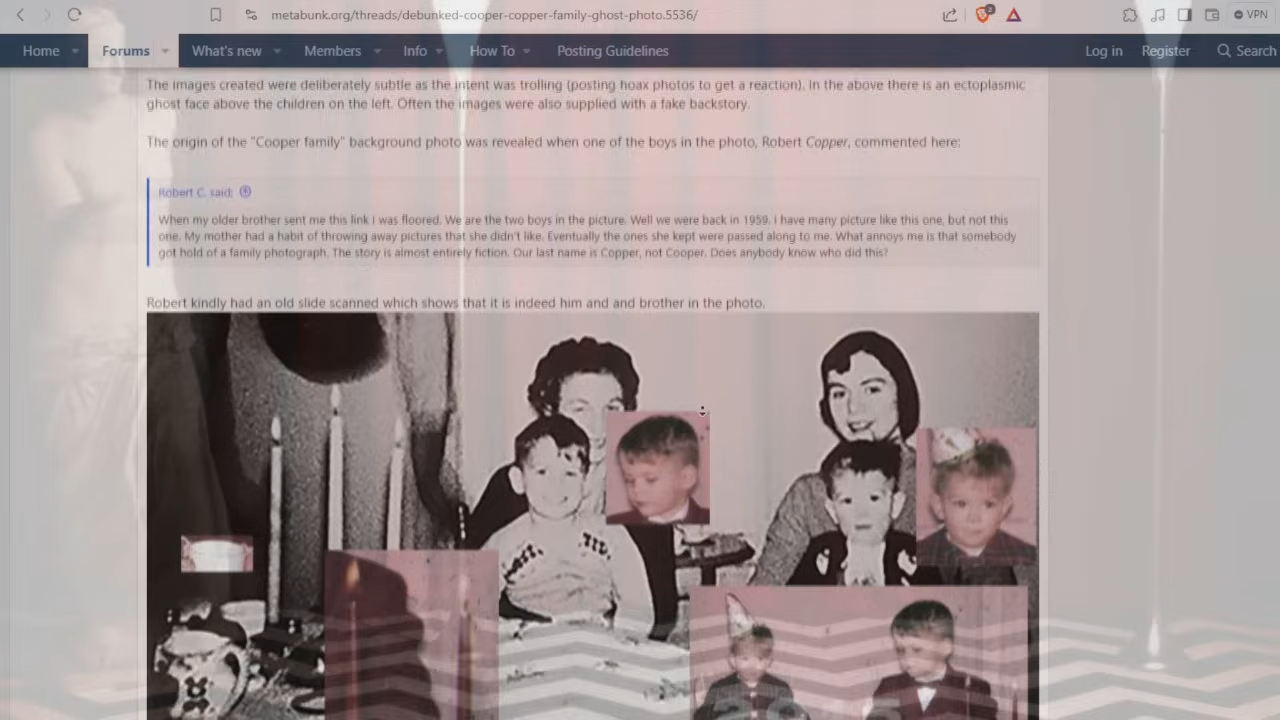 metabunk.org/threads/debunked-cooper-copper-family-ghost-photo.5536/
2
VPN
Home Forums What's new Members Info How To Posting Guidelines Log in Register Search
The images created were deliberately subtle as the intent was trolling (posting hoax photos to get a reaction). In the above there is an ectoplasmic
ghost face above the children on the left. Often the images were also supplied with a fake backstory.
The origin of the "Cooper family" background photo was revealed when one of the boys in the photo, Robert Copper, commented here:
Robert C. said:
When my older brother sent me this link I was floored. We are the two boys in the picture. Well we were back in 1959. I have many picture like this one, but not this
one. My mother had a habit of throwing away pictures that she didn't like. Eventually the ones she kept were passed along to me. What annoys me is that somebody
got hold of a family photograph. The story is almost entirely fiction. Our last name is Copper, not Cooper. Does anybody know who did this?
Robert kindly had an old slide scanned which shows that it is indeed him and and brother in the photo.